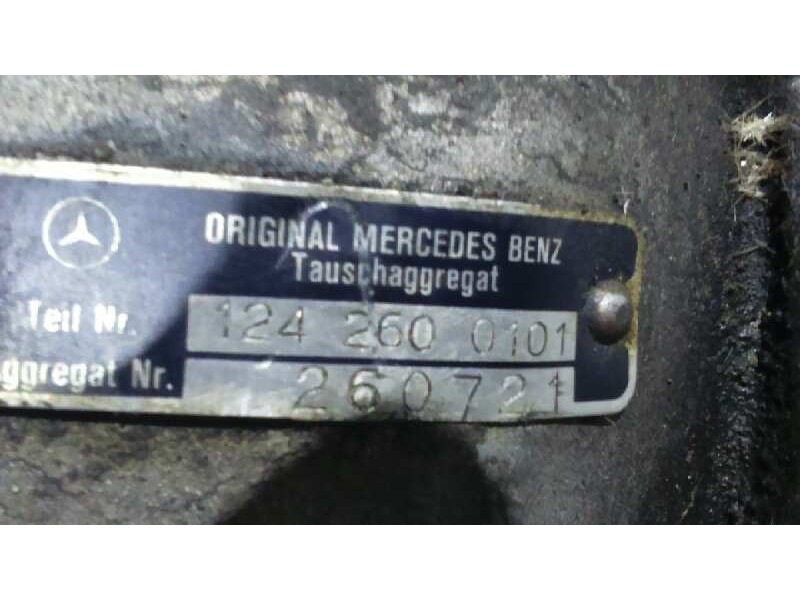 ORIGINAL MERCEDES BENZ
Tauschaggregat
Teil Nr. 124 260 0101
ggregat Nr. 260721